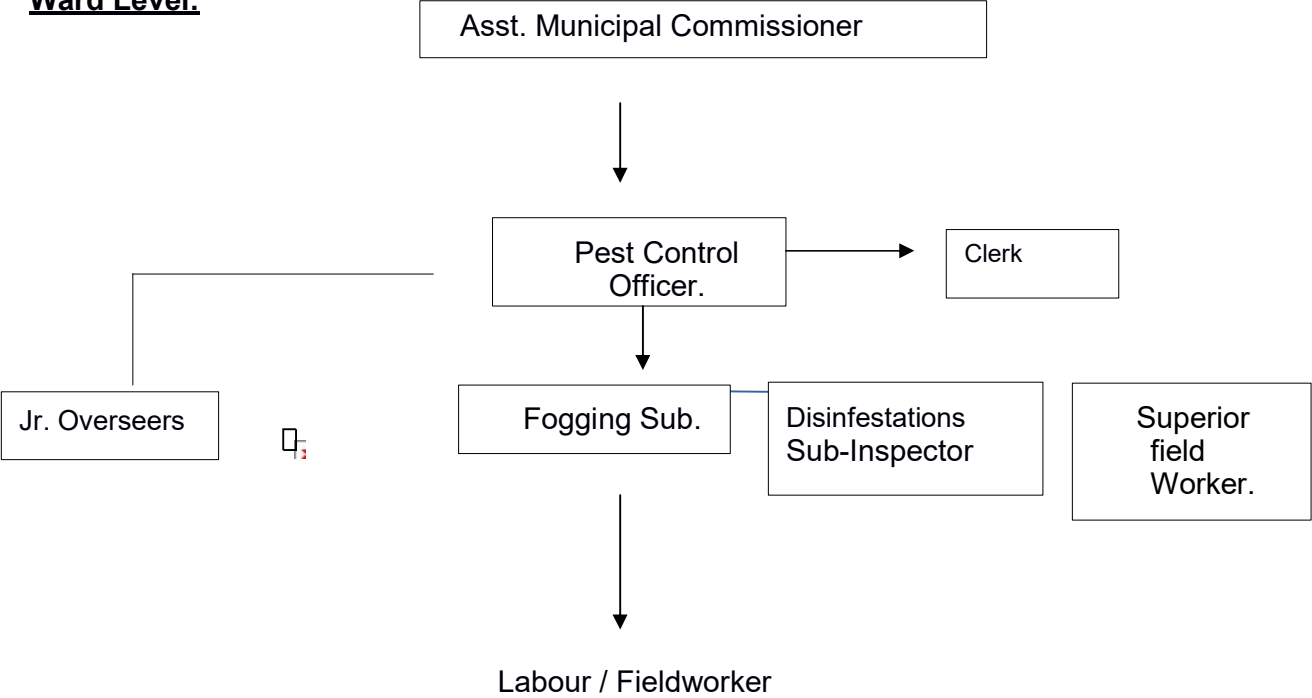 Ward Level.
Asst. Municipal Commissioner
Pest Control
Officer.
Clerk
Jr. Overseers
Fogging Sub.
Disinfestations
Sub-Inspector
Superior
field
Worker.
Labour / Fieldworker